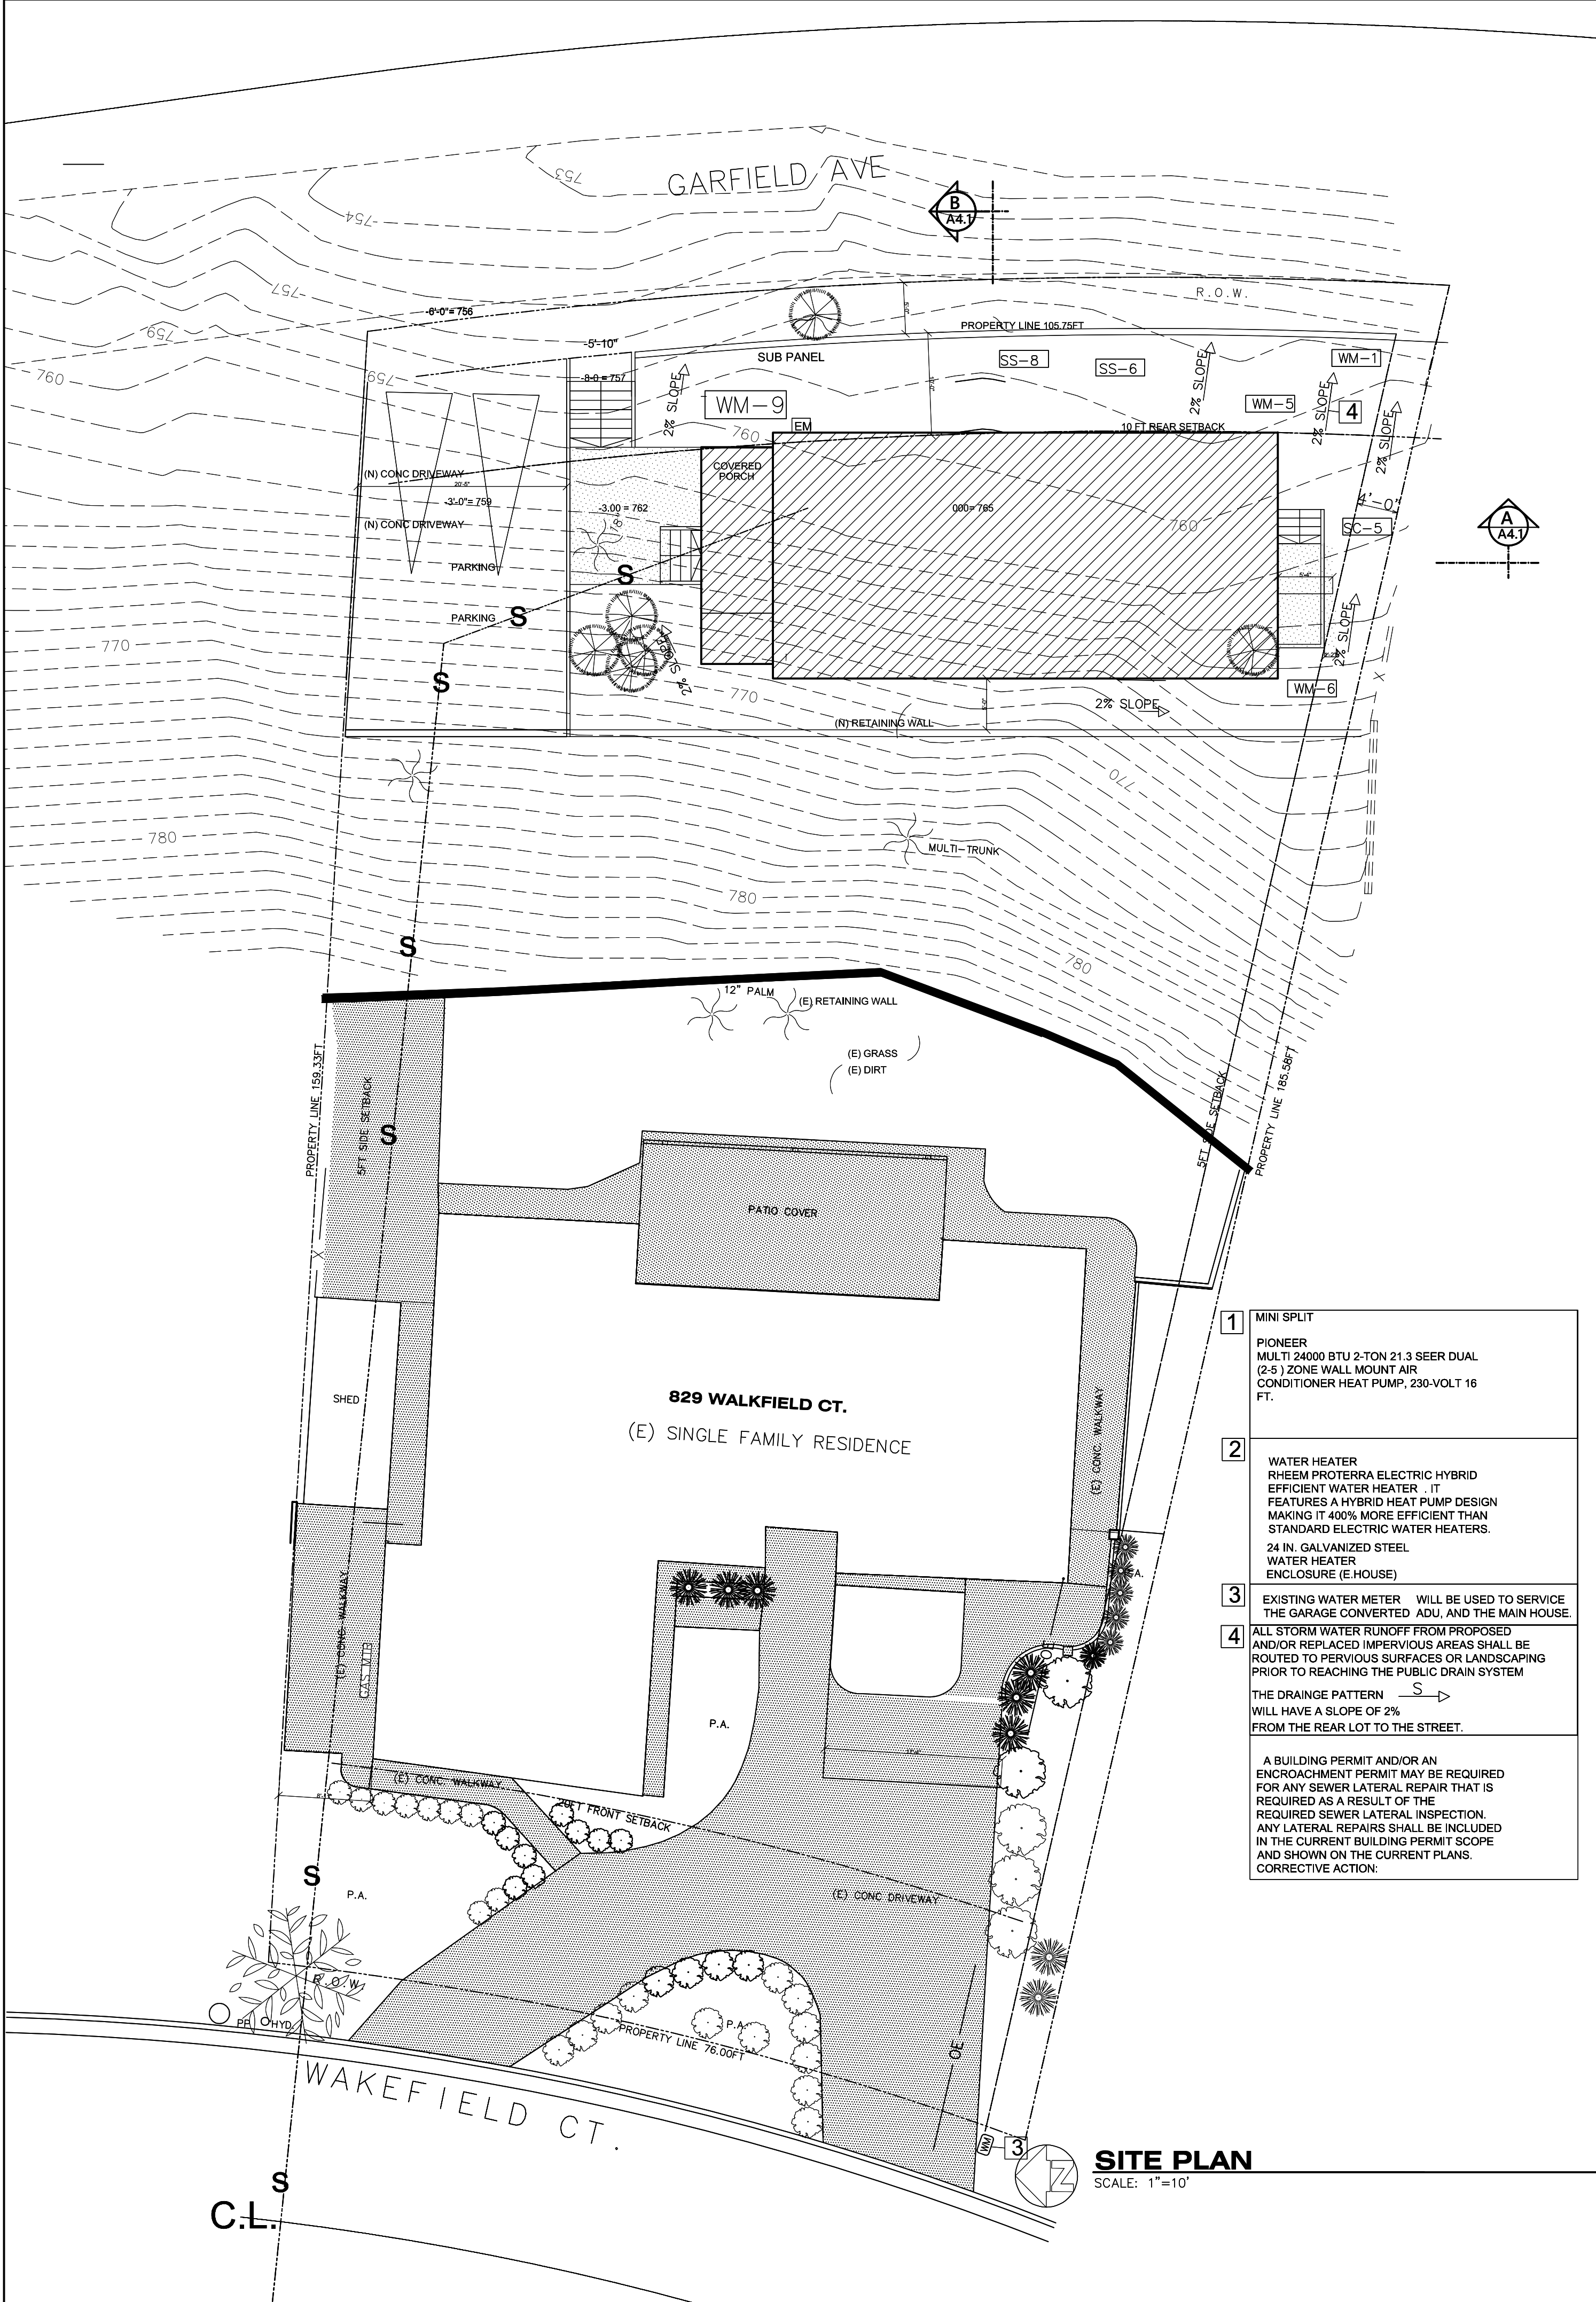 GARFIELD AVE
753
754
757
759
760
B
A4.1
R.O.W.
-6'-0"= 756
PROPERTY LINE 105.75FT
-5'-10"
SUB PANEL
SS-8
SS-6
WM-1
759
-8-0 = 757
2% SLOPE
2% SLOPE
2% SLOPE
2% SLOPE
WM-9
WM-5
4
EM
760
10 FT REAR SETBACK
COVERED
PORCH
(N) CONC DRIVEWAY
20'-5"
-3'-0"= 759
-3.00 = 762
000= 765
760
4'-0"
SC-5
A
A4.1
(N) CONC DRIVEWAY
PARKING
S
PARKING
S
770
2% SLOPE
2% SLOPE
S
770
WM-6
2% SLOPE
(N) RETAINING WALL
770
780
MULTI-TRUNK
780
S
780
12" PALM
(E) RETAINING WALL
(E) GRASS
(E) DIRT
PROPERTY LINE 159.33FT
5FT SIDE SETBACK
S
5FT SIDE SETBACK
PROPERTY LINE 185.58FT
X
PATIO COVER
SHED
829 WALKFIELD CT.
(E) SINGLE FAMILY RESIDENCE
(E) CONC. WALKWAY
1
MINI SPLIT
PIONEER
MULTI 24000 BTU 2-TON 21.3 SEER DUAL
(2-5 ) ZONE WALL MOUNT AIR
CONDITIONER HEAT PUMP, 230-VOLT 16
FT.
2
WATER HEATER
RHEEM PROTERRA ELECTRIC HYBRID
EFFICIENT WATER HEATER . IT
FEATURES A HYBRID HEAT PUMP DESIGN
MAKING IT 400% MORE EFFICIENT THAN
STANDARD ELECTRIC WATER HEATERS.
24 IN. GALVANIZED STEEL
WATER HEATER
ENCLOSURE (E.HOUSE)
3
EXISTING WATER METER WILL BE USED TO SERVICE
THE GARAGE CONVERTED ADU, AND THE MAIN HOUSE.
4
ALL STORM WATER RUNOFF FROM PROPOSED
AND/OR REPLACED IMPERVIOUS AREAS SHALL BE
ROUTED TO PERVIOUS SURFACES OR LANDSCAPING
PRIOR TO REACHING THE PUBLIC DRAIN SYSTEM
THE DRAINGE PATTERN S
WILL HAVE A SLOPE OF 2%
FROM THE REAR LOT TO THE STREET.
A BUILDING PERMIT AND/OR AN
ENCROACHMENT PERMIT MAY BE REQUIRED
FOR ANY SEWER LATERAL REPAIR THAT IS
REQUIRED AS A RESULT OF THE
REQUIRED SEWER LATERAL INSPECTION.
ANY LATERAL REPAIRS SHALL BE INCLUDED
IN THE CURRENT BUILDING PERMIT SCOPE
AND SHOWN ON THE CURRENT PLANS.
CORRECTIVE ACTION:
(E) CONC. WALKWAY
GAS MTR
P.A.
(E) CONC. WALKWAY
20FT FRONT SETBACK
S
P.A.
(E) CONC DRIVEWAY
R.O.W.
PP
HYD.
P.A.
PROPERTY LINE 76.00FT
OE
WAKEFIELD CT.
WM
3
Z
SITE PLAN
SCALE: 1"=10'
S
C.L.